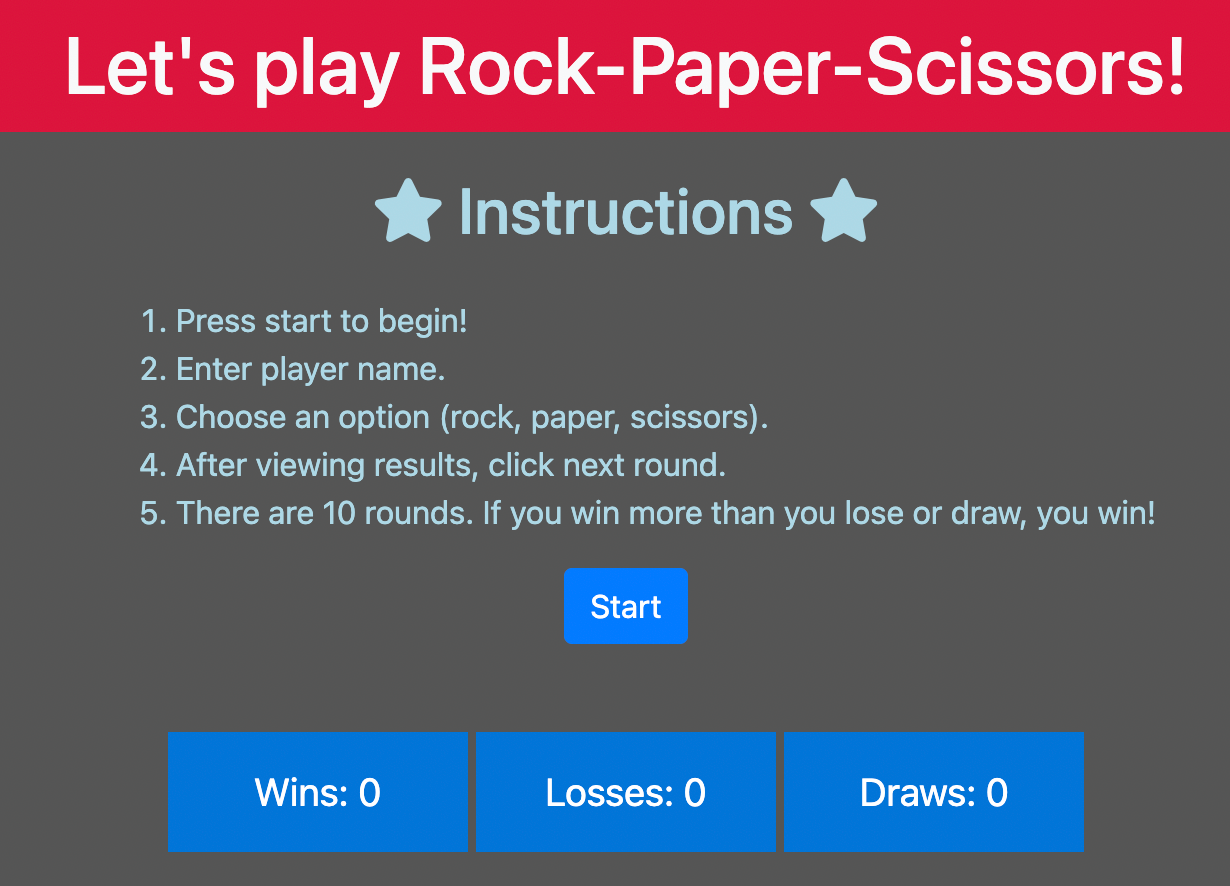 Let's play Rock-Paper-Scissors!
Instructions
1. Press start to begin!
2. Enter player name.
3. Choose an option (rock, paper, scissors).
4. After viewing results, click next round.
5. There are 10 rounds. If you win more than you lose or draw, you win!
Start
Wins: 0
Losses: 0
Draws: 0